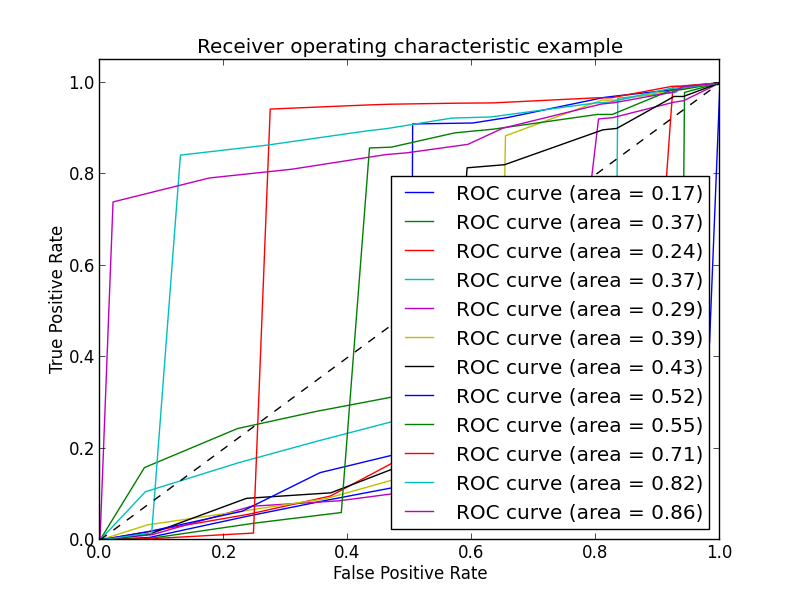 Receiver operating characteristic example
True Positive Rate
1.0
0.8
0.6
0.4
0.2
0.0
ROC curve (area = 0.17)
ROC curve (area = 0.37)
ROC curve (area = 0.24)
ROC curve (area = 0.37)
ROC curve (area = 0.29)
ROC curve (area = 0.39)
ROC curve (area = 0.43)
ROC curve (area = 0.52)
ROC curve (area = 0.55)
ROC curve (area = 0.71)
ROC curve (area = 0.82)
ROC curve (area = 0.86)
0.0 0.2 0.4 0.6 0.8 1.0
False Positive Rate